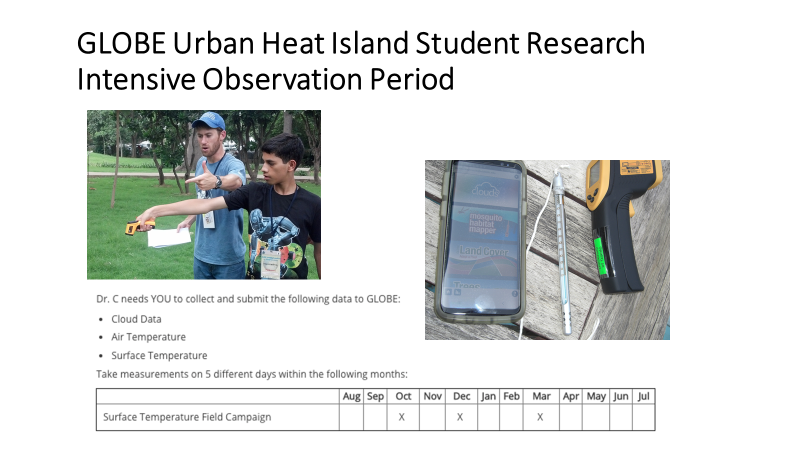 GLOBE Urban Heat Island Student Research
Intensive Observation Period
mosquito
habitat
mapper
Land Cover
Dr. C needs YOU to collect and submit the following data to GLOBE:
• Cloud Data
• Air Temperature
• Surface Temperature
Take measurements on 5 different days within the following months:
Aug Sep Oct Nov Dec Jan Feb Mar Apr May Jun Jul
Surface Temperature Field Campaign X X X